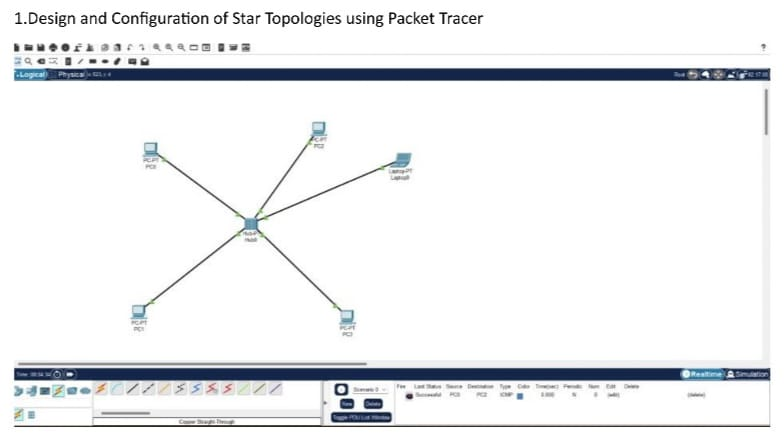 1.Design and Configuration of Star Topologies using Packet Tracer
Logical Physical
Root
PC-PT
PC2
PC-PT
PC0
Laptop-PT
Laptop0
Hub-PT
Hub0
PC-PT
PC1
PC-PT
PC3
Time:
Realtime Simulation
Scenario 0
Fire Last Status Source Destination Type Color Time(sec) Periodic Num Edit Delete
Successful PC0 PC2 ICMP 0.000 N 0 (edit) (delete)
New Delete
Toggle PDU List Window
Copper Straight-Through